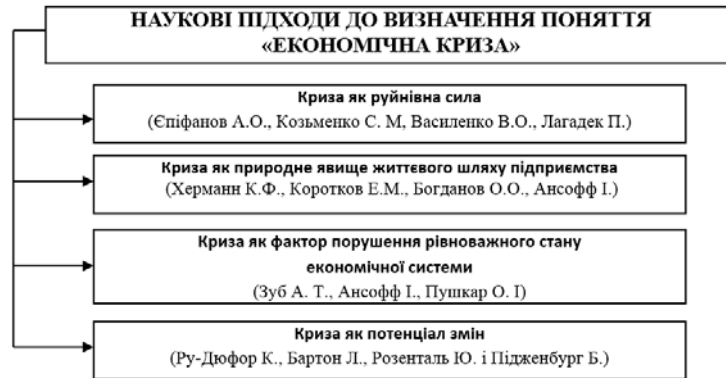 НАУКОВІ ПІДХОДИ ДО ВИЗНАЧЕННЯ ПОНЯТТЯ
«ЕКОНОМІЧНА КРИЗА»
Криза як руйнівна сила
(Єпіфанов А.О., Козьменко С. М, Василенко В.О., Лагадек П.)
Криза як природне явище життєвого шляху підприємства
(Херманн К.Ф., Коротков Е.М., Богданов О.О., Ансофф І.)
Криза як фактор порушення рівноважного стану
економічної системи
(Зуб А. Т., Ансофф І., Пушкар О. І)
Криза як потенціал змін
(Ру-Дюфор К., Бартон Л., Розенталь Ю. і Підженбург Б.)